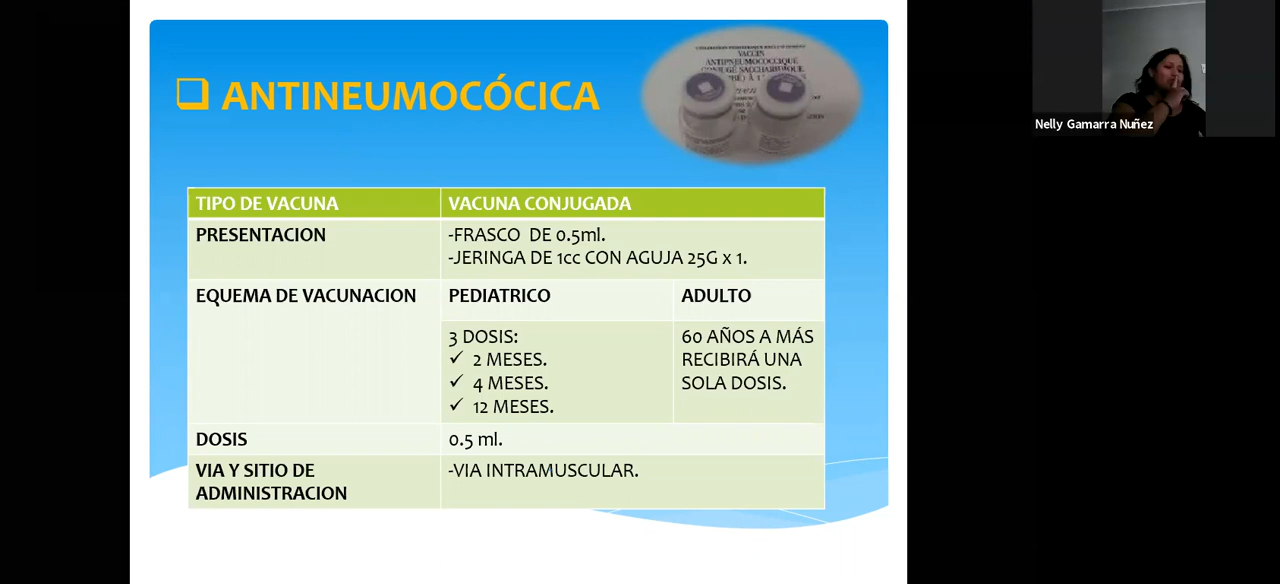 ANTINEUMOCÓCICA
VACCIN
Nelly Gamarra Nuñez
TIPO DE VACUNA
VACUNA CONJUGADA
PRESENTACION
-FRASCO DE 0.5ml.
-JERINGA DE 1cc CON AGUJA 25G x 1.
EQUEMA DE VACUNACION
PEDIATRICO
ADULTO
3 DOSIS:
✓ 2 MESES.
✓ 4 MESES.
✓ 12 MESES.
60 AÑOS A MÁS
RECIBIRÁ UNA
SOLA DOSIS.
DOSIS
0.5 ml.
VIA Y SITIO DE
ADMINISTRACION
-VIA INTRAMUSCULAR.